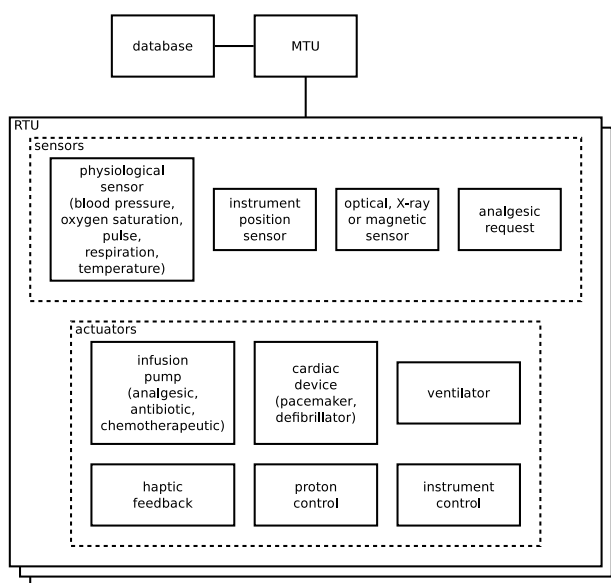 database
MTU
RTU
sensors
physiological
sensor
(blood pressure,
oxygen saturation,
pulse,
respiration,
temperature)
instrument
position
sensor
optical, X-ray
or magnetic
sensor
analgesic
request
actuators
infusion
pump
(analgesic,
antibiotic,
chemotherapeutic)
cardiac
device
(pacemaker,
defibrillator)
ventilator
haptic
feedback
proton
control
instrument
control